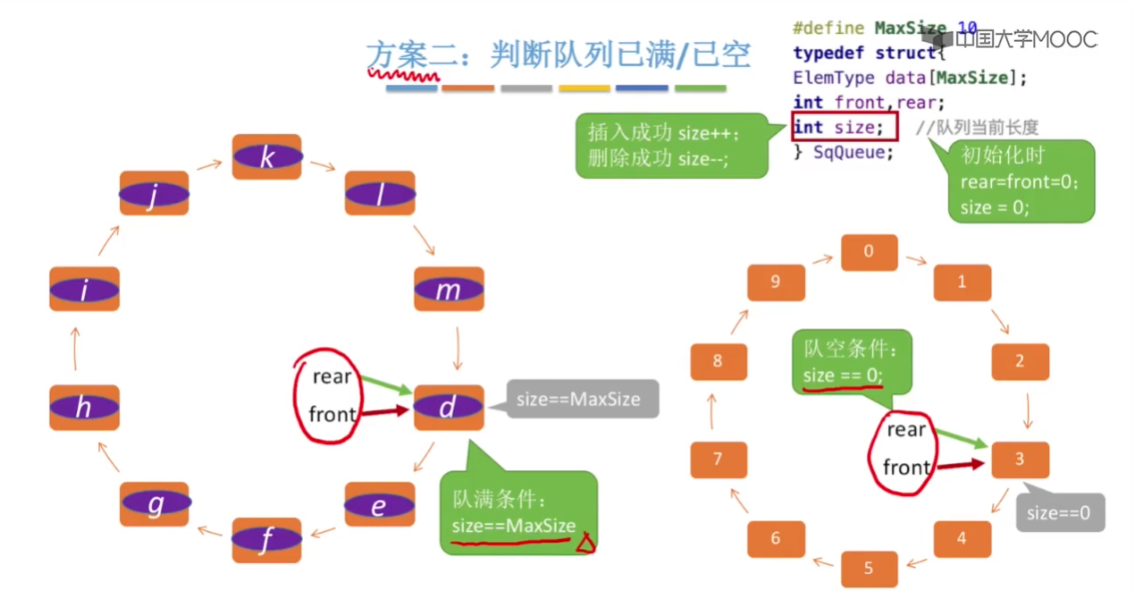 #define MaxSize 10
中国大学MOOC
方案二：判断队列已满/已空
typedef struct{
ElemType data[MaxSize];
int front,rear;
int size; //队列当前长度
} SqQueue;
插入成功 size++；
删除成功 size--;
初始化时
rear=front=0；
size = 0;
k
j
l
i
m
h
d
g
e
f
rear
front
size==MaxSize
队满条件：
size==MaxSize
0
9
1
8
2
7
3
6
4
5
队空条件：
size == 0;
rear
front
size==0